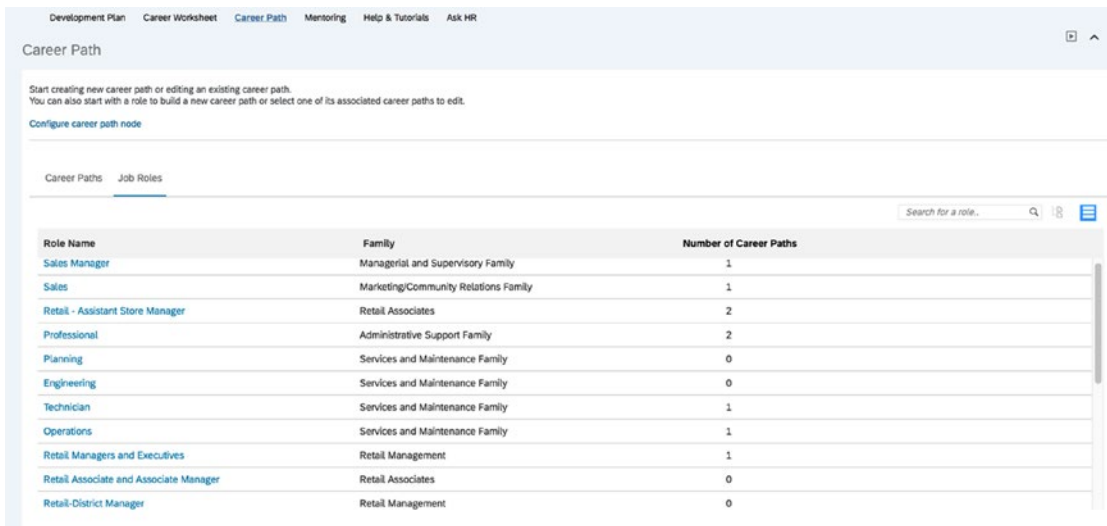 Development Plan Career Worksheet Career Path Mentoring Help & Tutorials Ask HR
Career Path
Start creating new career path or editing an existing career path.
You can also start with a role to build a new career path or select one of its associated career paths to edit.
Configure career path node
Career Paths Job Roles
Search for a role..
Role Name Family Number of Career Paths
Sales Manager Managerial and Supervisory Family 1
Sales Marketing/Community Relations Family 1
Retail - Assistant Store Manager Retail Associates 2
Professional Administrative Support Family 2
Planning Services and Maintenance Family 0
Engineering Services and Maintenance Family 0
Technician Services and Maintenance Family 1
Operations Services and Maintenance Family 1
Retail Managers and Executives Retail Management 1
Retail Associate and Associate Manager Retail Associates 0
Retail-District Manager Retail Management 0